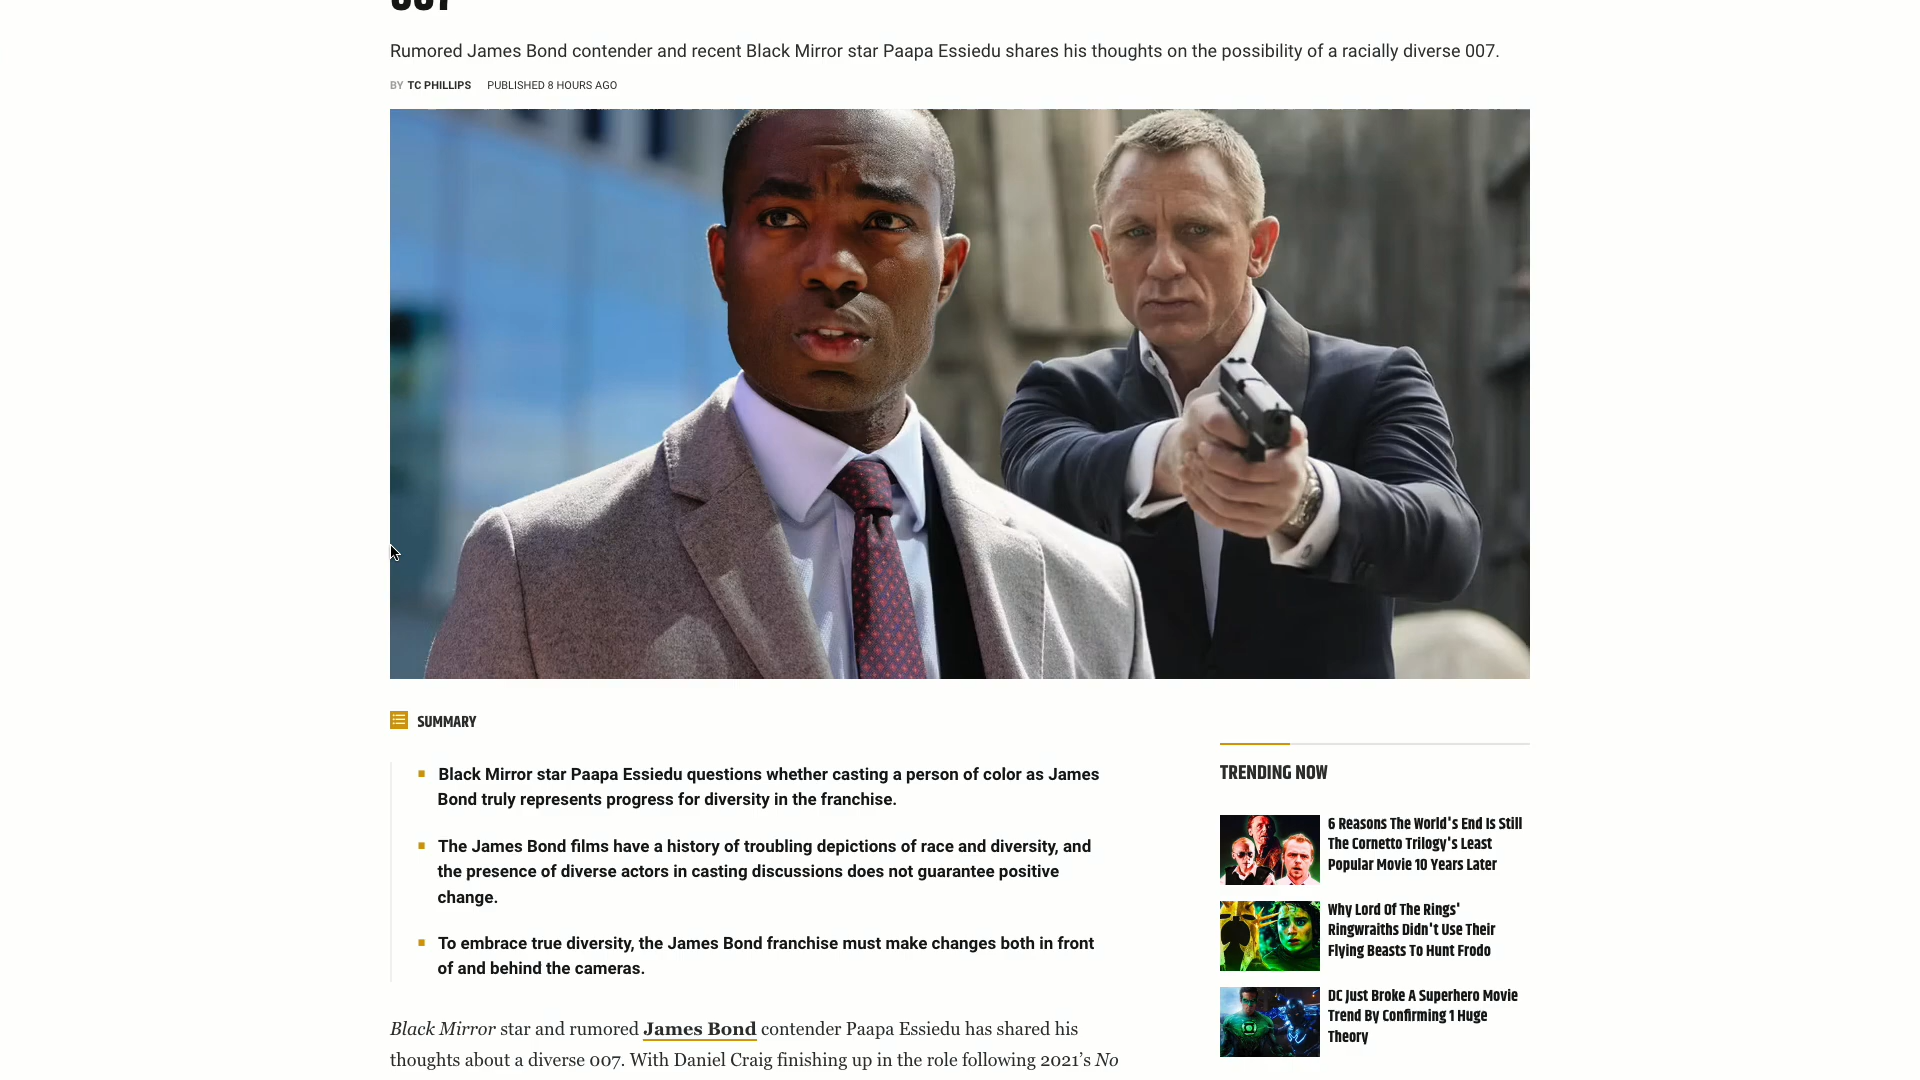 007
Rumored James Bond contender and recent Black Mirror star Paapa Essiedu shares his thoughts on the possibility of a racially diverse 007.
BY TC PHILLIPS PUBLISHED 8 HOURS AGO
SUMMARY
Black Mirror star Paapa Essiedu questions whether casting a person of color as James
Bond truly represents progress for diversity in the franchise.
The James Bond films have a history of troubling depictions of race and diversity, and
the presence of diverse actors in casting discussions does not guarantee positive
change.
To embrace true diversity, the James Bond franchise must make changes both in front
of and behind the cameras.
Black Mirror star and rumored James Bond contender Paapa Essiedu has shared his
thoughts about a diverse 007. With Daniel Craig finishing up in the role following 2021’s No
TRENDING NOW
6 Reasons The World's End Is Still
The Cornetto Trilogy's Least
Popular Movie 10 Years Later
Why Lord Of The Rings'
Ringwraiths Didn't Use Their
Flying Beasts To Hunt Frodo
DC Just Broke A Superhero Movie
Trend By Confirming 1 Huge
Theory